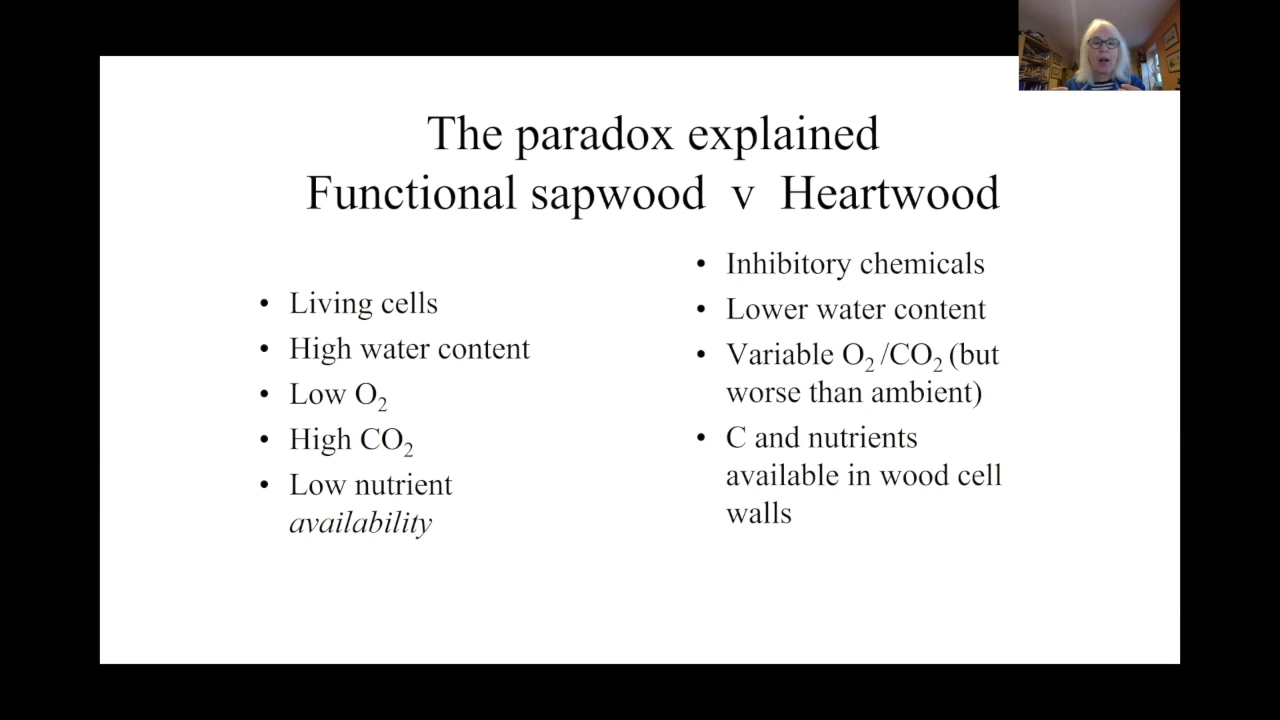 The paradox explained
Functional sapwood v Heartwood
• Living cells
• High water content
• Low O₂
• High CO₂
• Low nutrient
availability
• Inhibitory chemicals
• Lower water content
• Variable O₂ /CO₂ (but
worse than ambient)
• C and nutrients
available in wood cell
walls